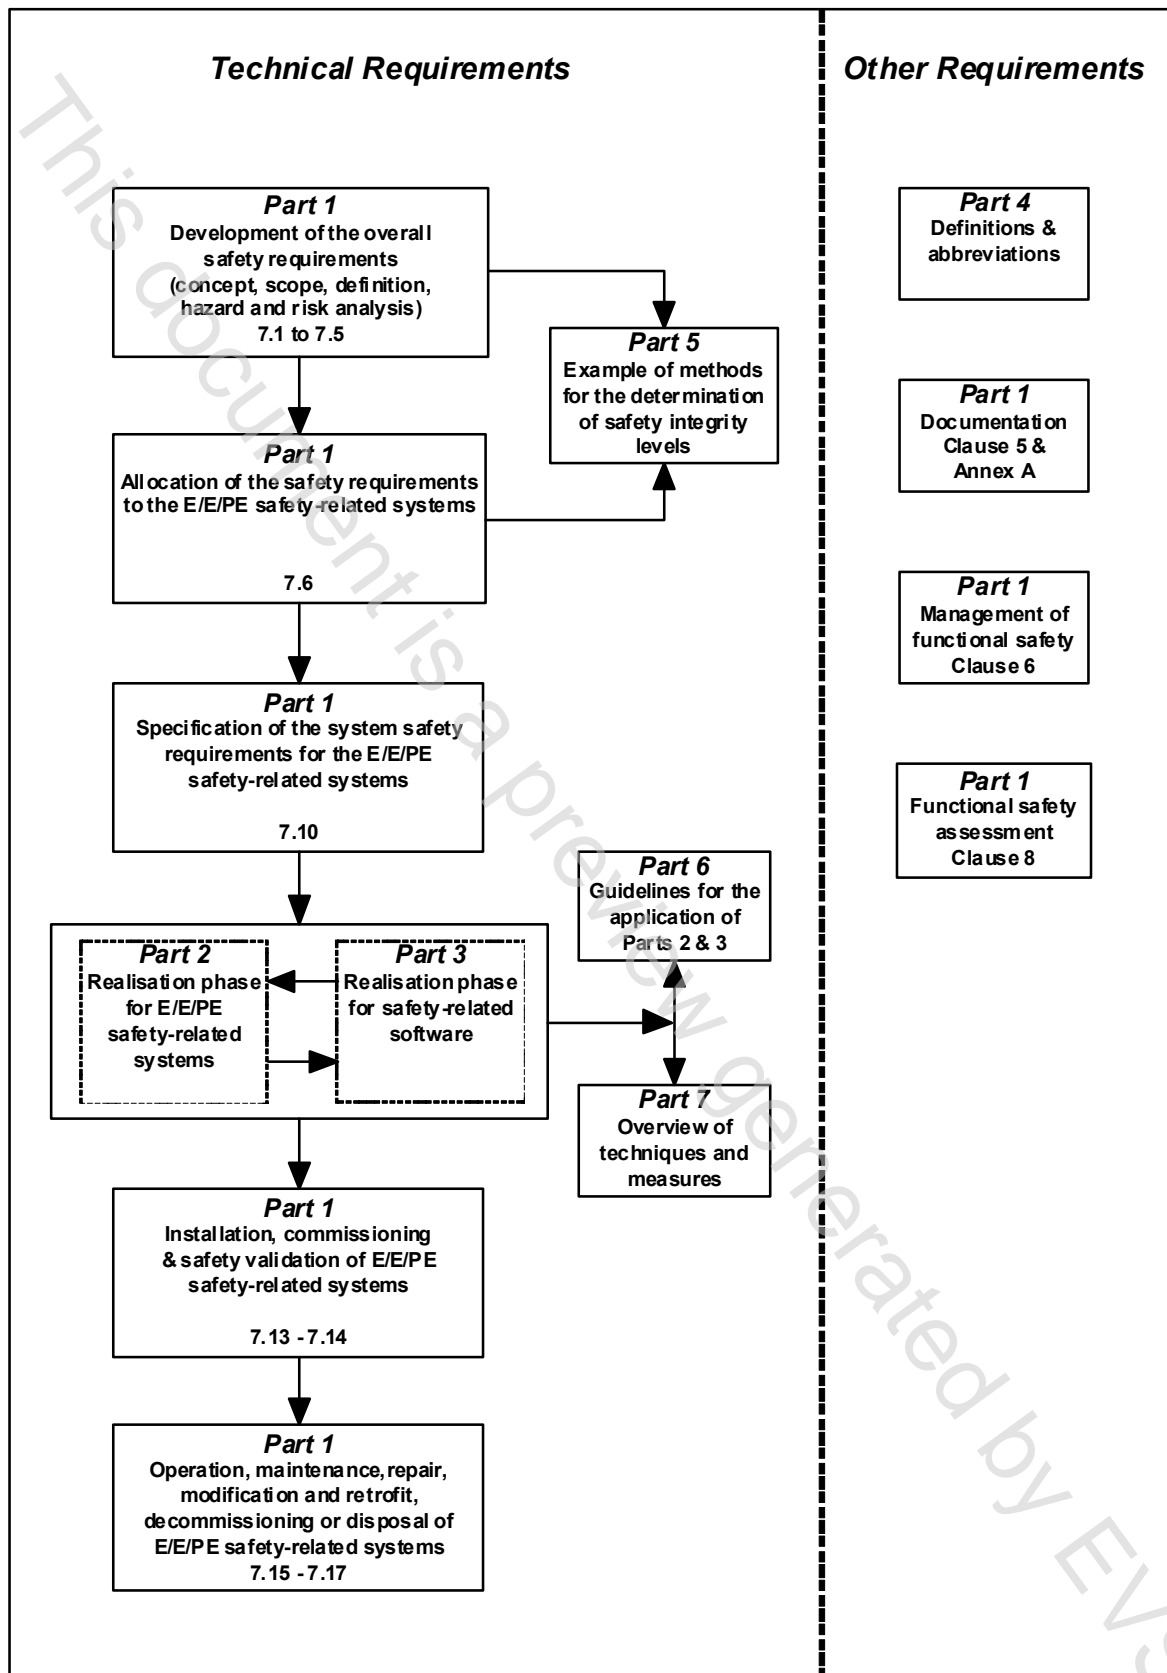 Technical Requirements
Other Requirements
Part 1
Development of the overall
safety requirements
(concept, scope, definition,
hazard and risk analysis)
7.1 to 7.5
Part 5
Example of methods
for the determination
of safety integrity
levels
Part 1
Allocation of the safety requirements
to the E/E/PE safety-related systems
7.6
Part 1
Specification of the system safety
requirements for the E/E/PE
safety-related systems
7.10
Part 6
Guidelines for the
application of
Parts 2 & 3
Part 2
Realisation phase
for E/E/PE
safety-related
systems
Part 3
Realisation phase
for safety-related
software
Part 7
Overview of
techniques and
measures
Part 1
Installation, commissioning
& safety validation of E/E/PE
safety-related systems
7.13 - 7.14
Part 1
Operation, maintenance, repair,
modification and retrofit,
decommissioning or disposal of
E/E/PE safety-related systems
7.15 - 7.17
Part 4
Definitions &
abbreviations
Part 1
Documentation
Clause 5 &
Annex A
Part 1
Management of
functional safety
Clause 6
Part 1
Functional safety
assessment
Clause 8
This document is a preview generated by EVS